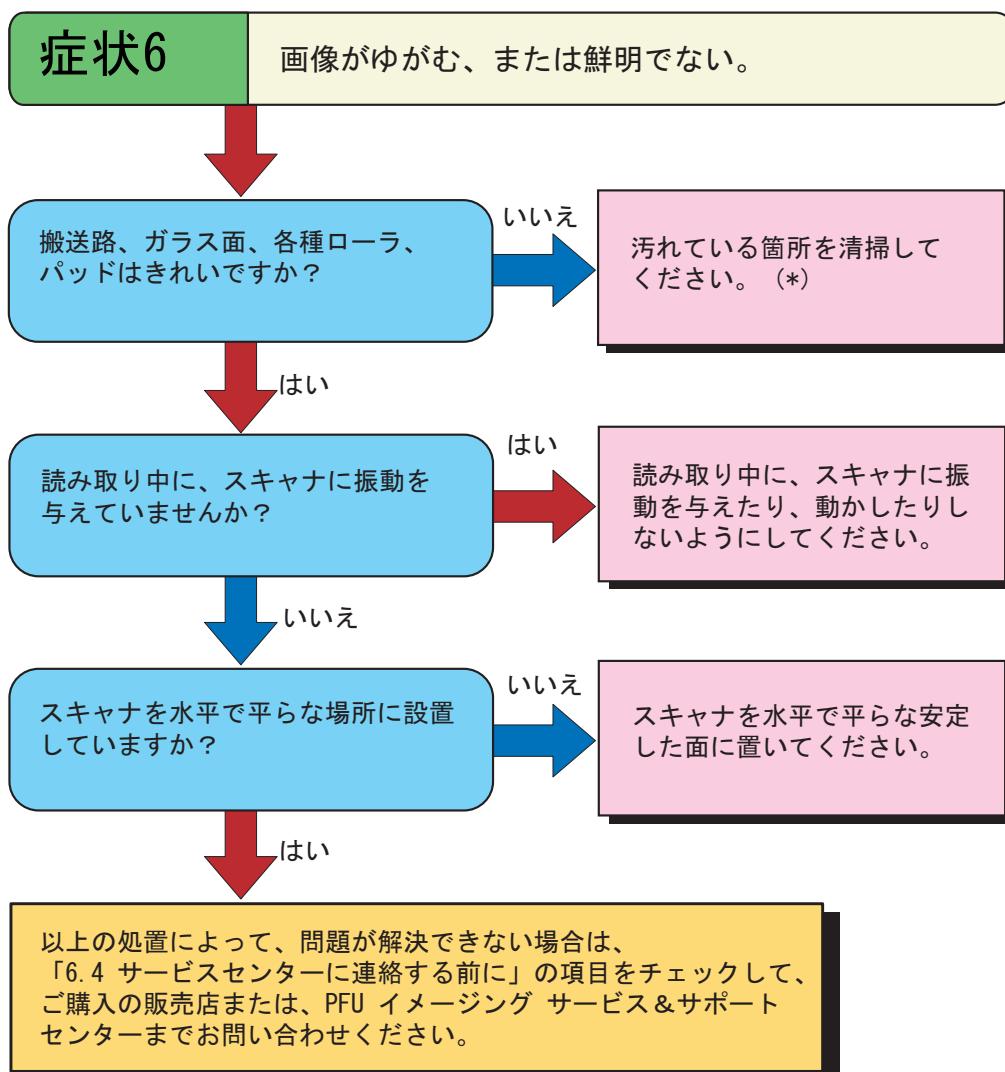 症状6
画像がゆがむ、または鮮明でない。
搬送路、ガラス面、各種ローラ、
パッドはきれいですか？
いいえ
汚れている箇所を清掃して
ください。 (*)
はい
読み取り中に、スキャナに振動を
与えていませんか？
はい
読み取り中に、スキャナに振
動を与えたり、動かしたりし
ないようにしてください。
いいえ
スキャナを水平で平らな場所に設置
していますか？
いいえ
スキャナを水平で平らな安定
した面に置いてください。
はい
以上の処置によって、問題が解決できない場合は、
「6.4 サービスセンターに連絡する前に」の項目をチェックして、
ご購入の販売店または、PFU イメージング サービス＆サポート
センターまでお問い合わせください。